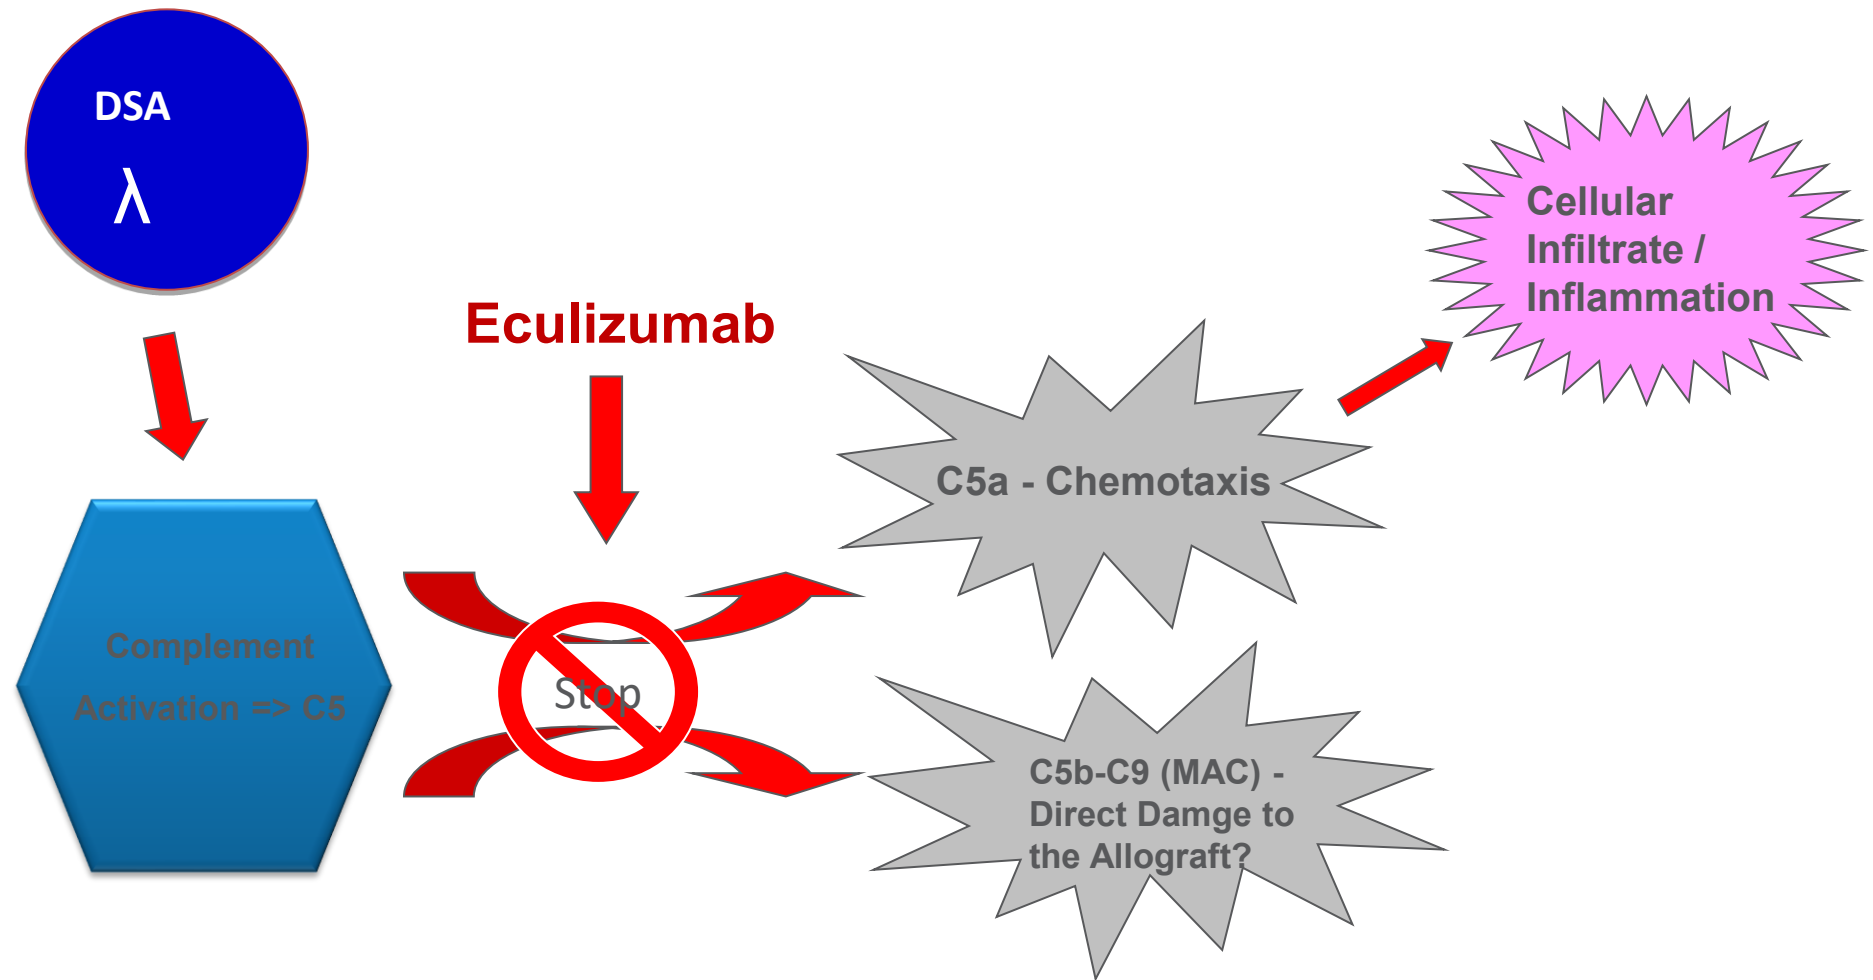 DSA
λ
Eculizumab
Complement
Activation => C5
Stop
C5a - Chemotaxis
C5b-C9 (MAC) -
Direct Damge to
the Allograft?
Cellular
Infiltrate /
Inflammation